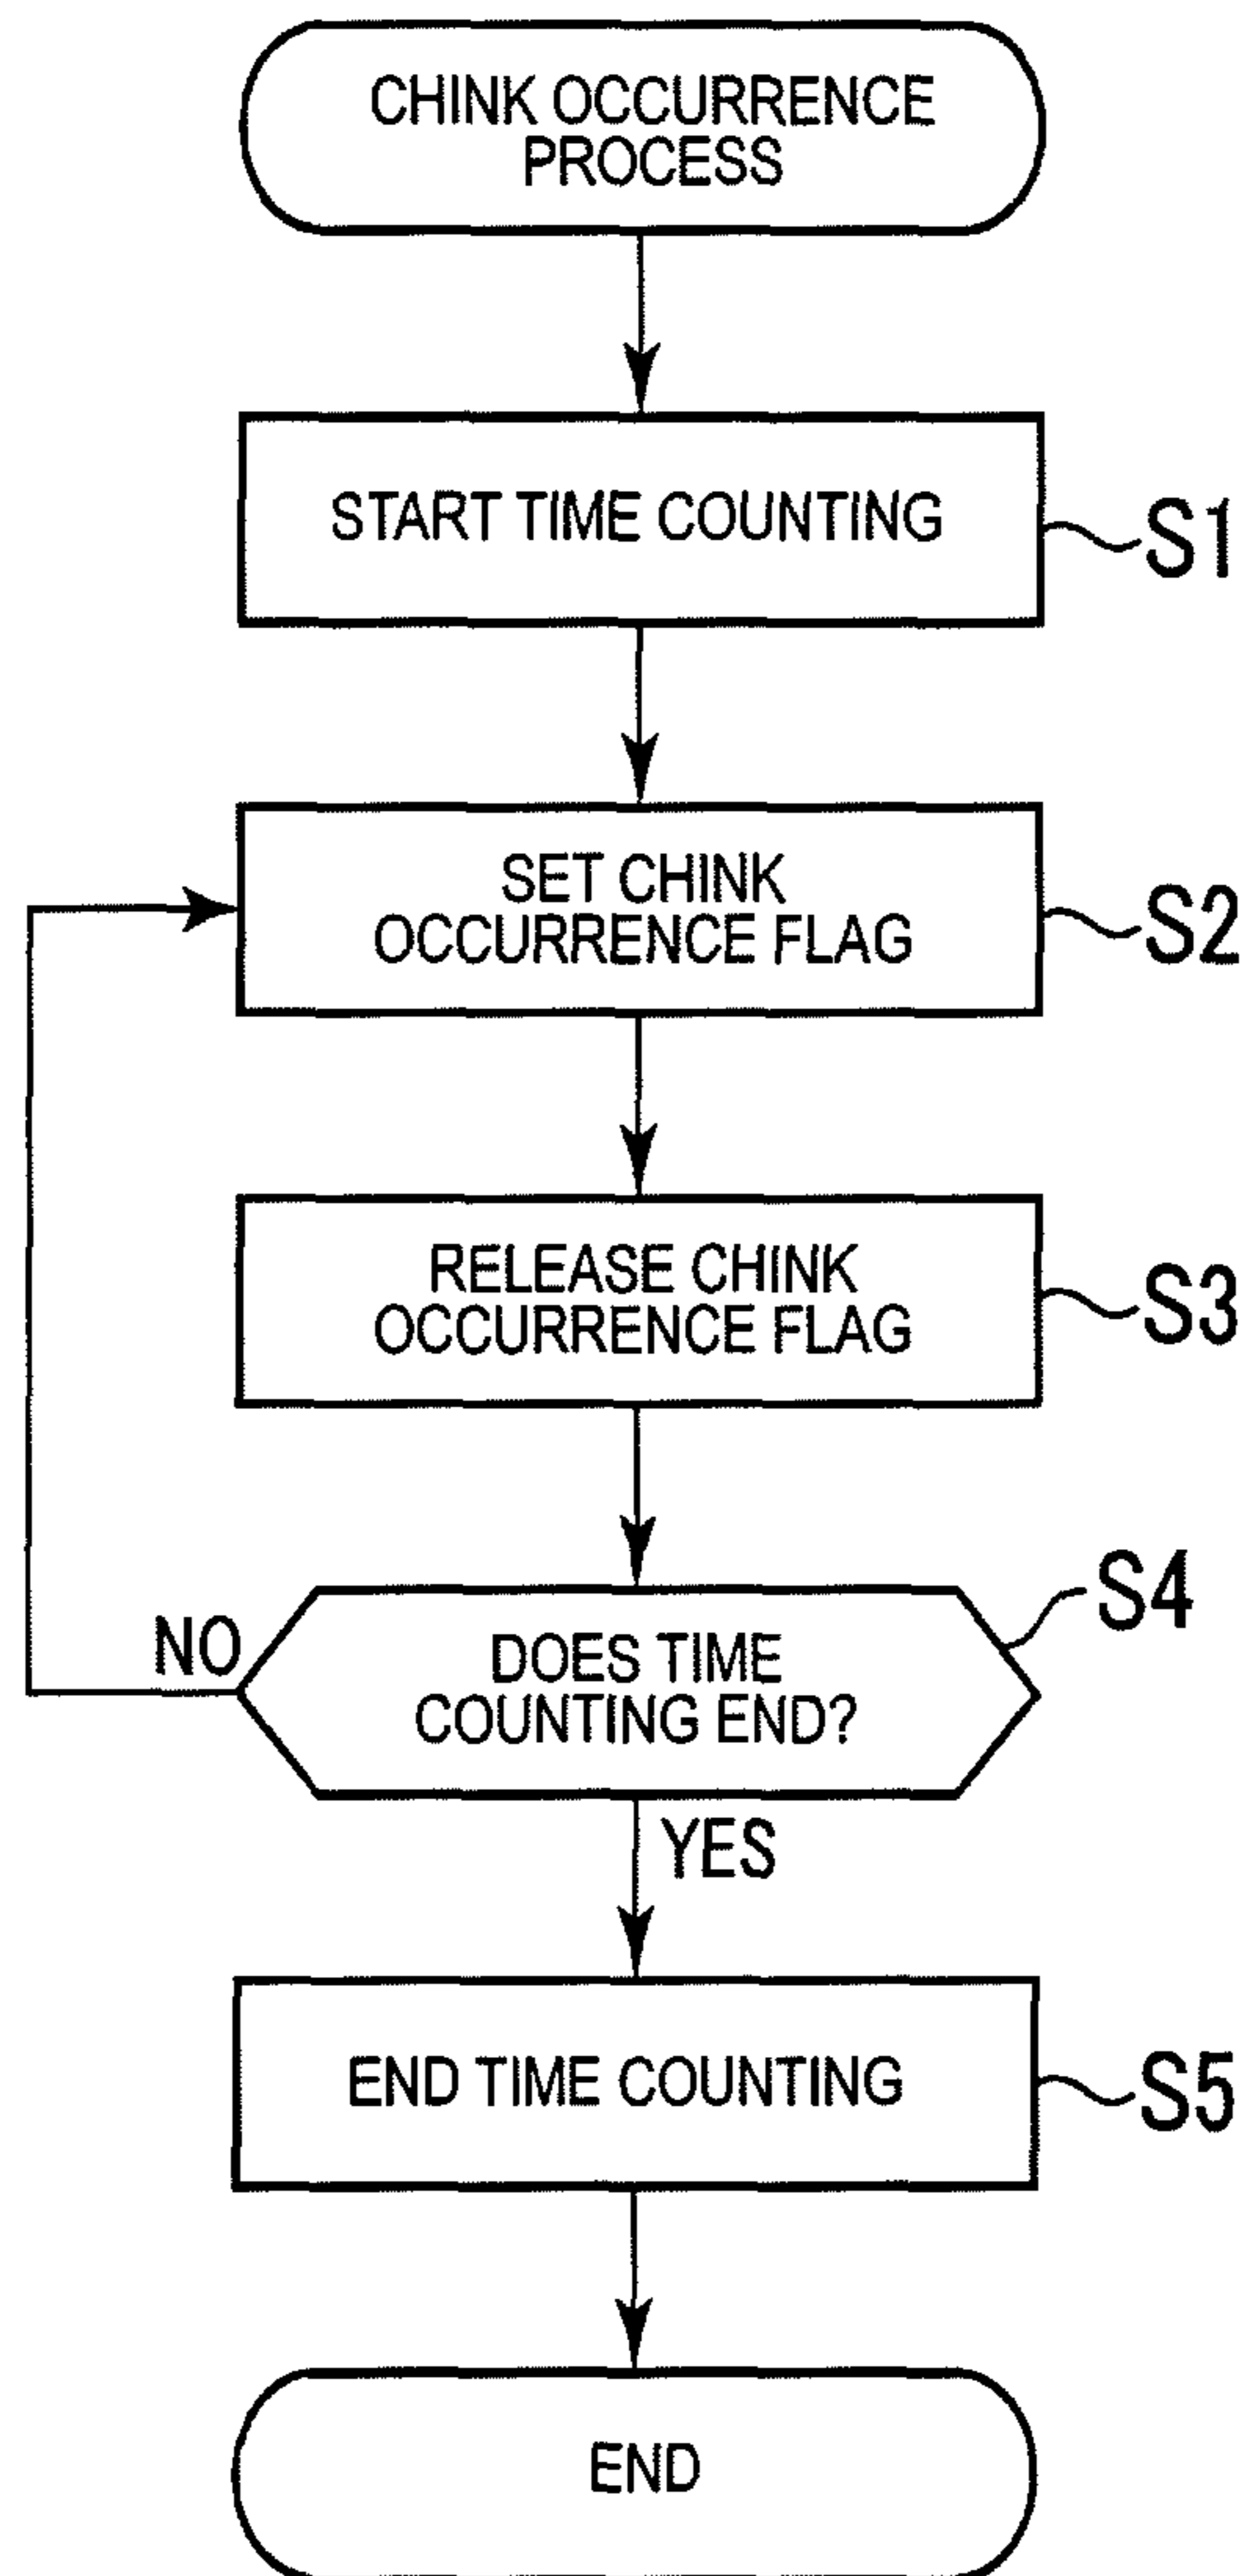 CHINK OCCURRENCE
PROCESS
START TIME COUNTING
S1
SET CHINK
OCCURRENCE FLAG
S2
RELEASE CHINK
OCCURRENCE FLAG
S3
S4
NO
DOES TIME
COUNTING END?
YES
END TIME COUNTING
S5
END